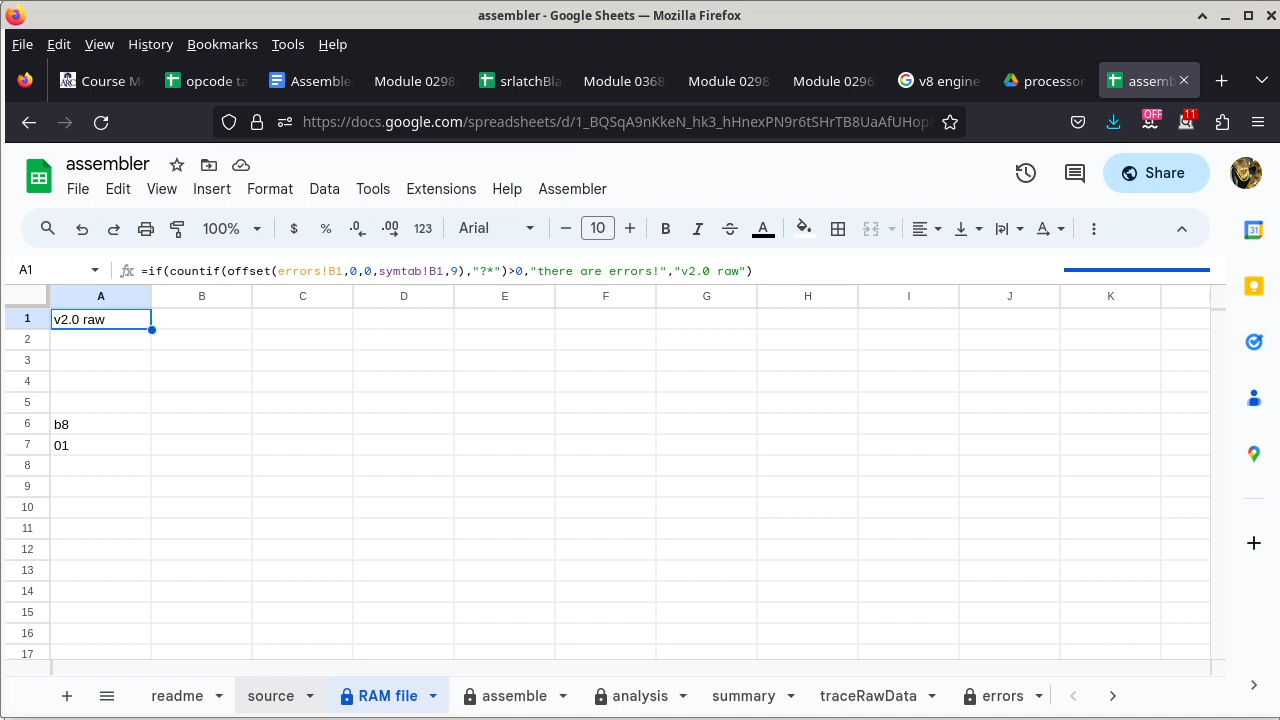 assembler - Google Sheets — Mozilla Firefox
File Edit View History Bookmarks Tools Help
Course M opcode ta Assemble Module 0298 srlatchBla Module 0368 Module 0298 Module 0296 v8 engine processor assemb
https://docs.google.com/spreadsheets/d/1_BQSqA9nKkeN_hk3_hHnexPN9r6tSHrTB8UaAfUHop OFF 11
assembler
File Edit View Insert Format Data Tools Extensions Help Assembler
Share
100% $ % .0 .00 123 Arial 10 B I A
A1 fx =if(countif(offset(errors!B1,0,0,symtab!B1,9),"?*")>0,"there are errors!","v2.0 raw")
31
A B C D E F G H I J K
1 v2.0 raw
2
3
4
5
6 b8
7 01
8
9
10
11
12
13
14
15
16
17
readme source RAM file assemble analysis summary traceRawData errors